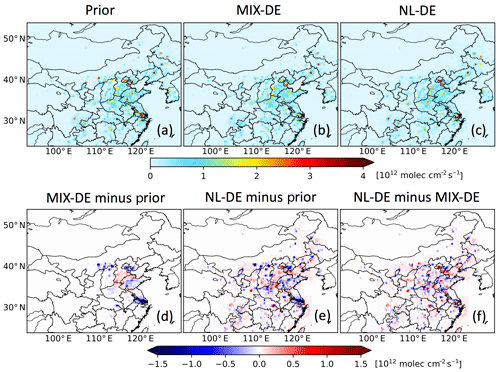 Prior MIX-DE NL-DE
50°N
40°N
30°N
(a) (b) (c)
100°E 110°E 120°E 100°E 110°E 120°E 100°E 110°E 120°E
0 1 2 3 4 [10¹² molec cm⁻² s⁻¹]
MIX-DE minus prior NL-DE minus prior NL-DE minus MIX-DE
50°N
40°N
30°N
(d) (e) (f)
100°E 110°E 120°E 100°E 110°E 120°E 100°E 110°E 120°E
−1.5 −1.0 −0.5 0.0 0.5 1.0 1.5 [10¹² molec cm⁻² s⁻¹]